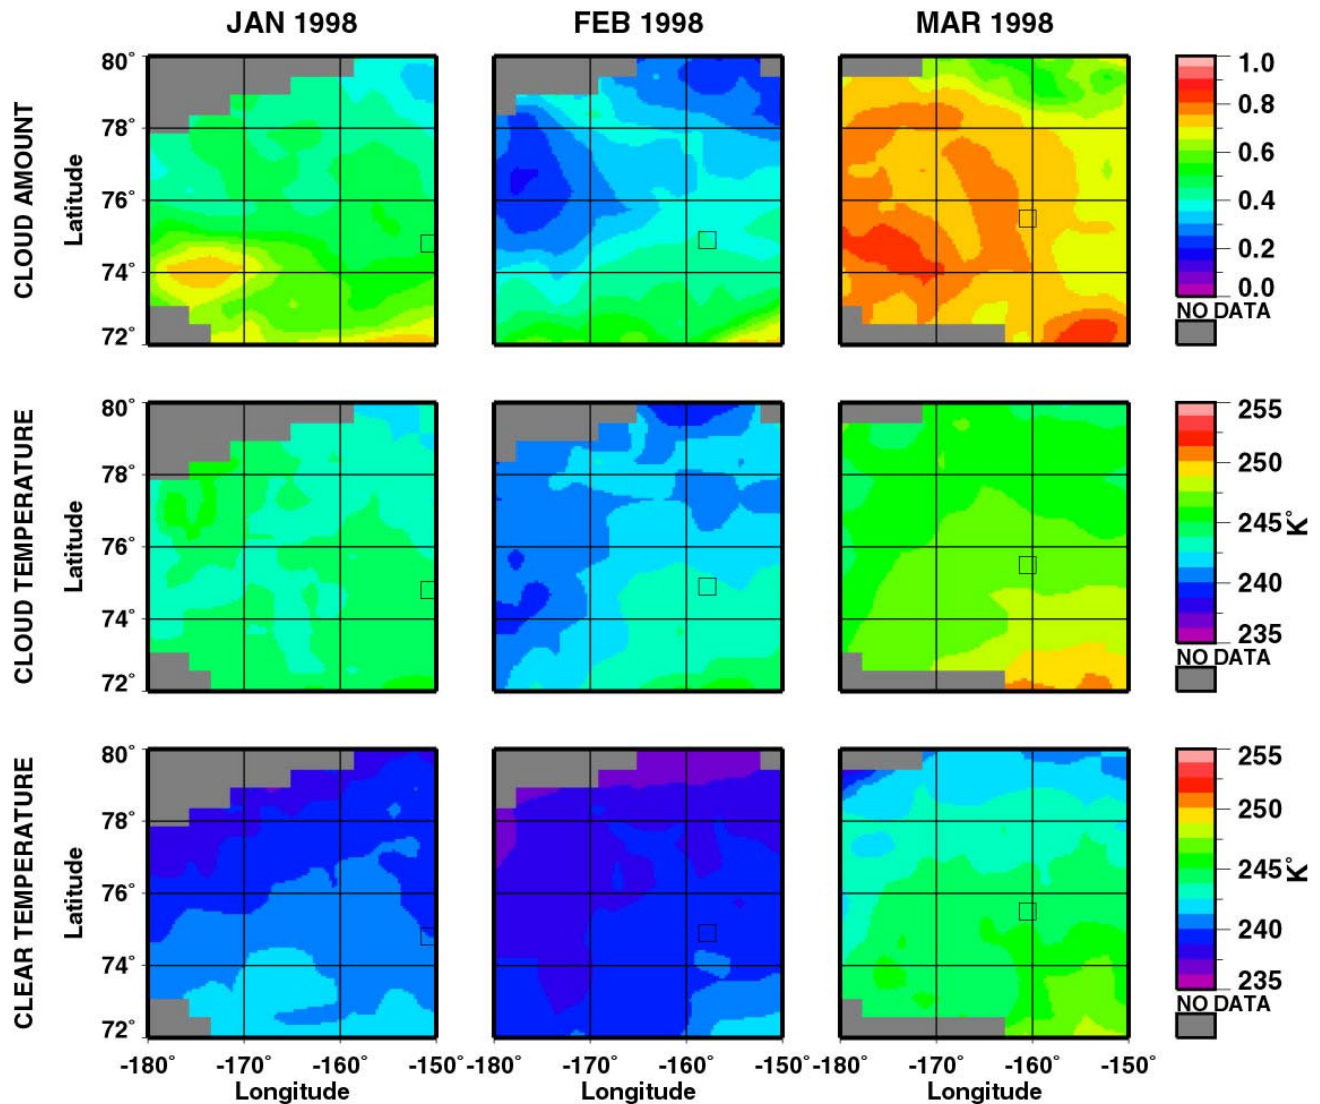 JAN 1998 FEB 1998 MAR 1998
CLOUD AMOUNT
Latitude
80°
78°
76°
74°
72°
1.0
0.8
0.6
0.4
0.2
0.0
NO DATA
CLOUD TEMPERATURE
Latitude
80°
78°
76°
74°
72°
255
250
245
240
235
K°
NO DATA
CLEAR TEMPERATURE
Latitude
80°
78°
76°
74°
72°
255
250
245
240
235
K°
NO DATA
-180° -170° -160° -150° -180° -170° -160° -150° -180° -170° -160° -150°
Longitude Longitude Longitude